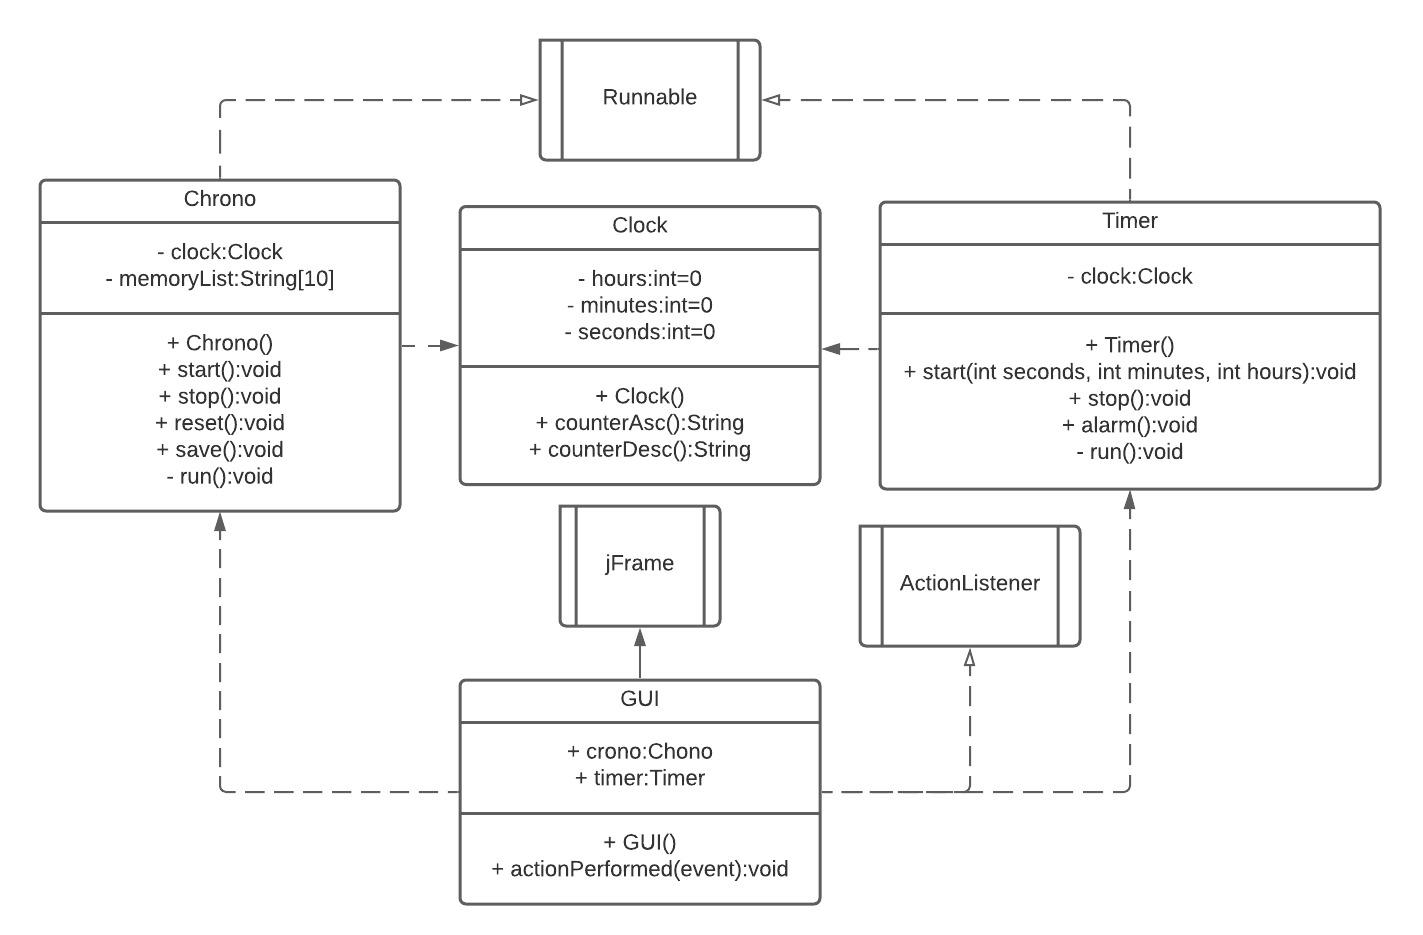 Runnable
Chrono
- clock:Clock
- memoryList:String[10]
+ Chrono()
+ start():void
+ stop():void
+ reset():void
+ save():void
- run():void
Clock
- hours:int=0
- minutes:int=0
- seconds:int=0
+ Clock()
+ counterAsc():String
+ counterDesc():String
Timer
- clock:Clock
+ Timer()
+ start(int seconds, int minutes, int hours):void
+ stop():void
+ alarm():void
- run():void
jFrame
ActionListener
GUI
+ crono:Chono
+ timer:Timer
+ GUI()
+ actionPerformed(event):void